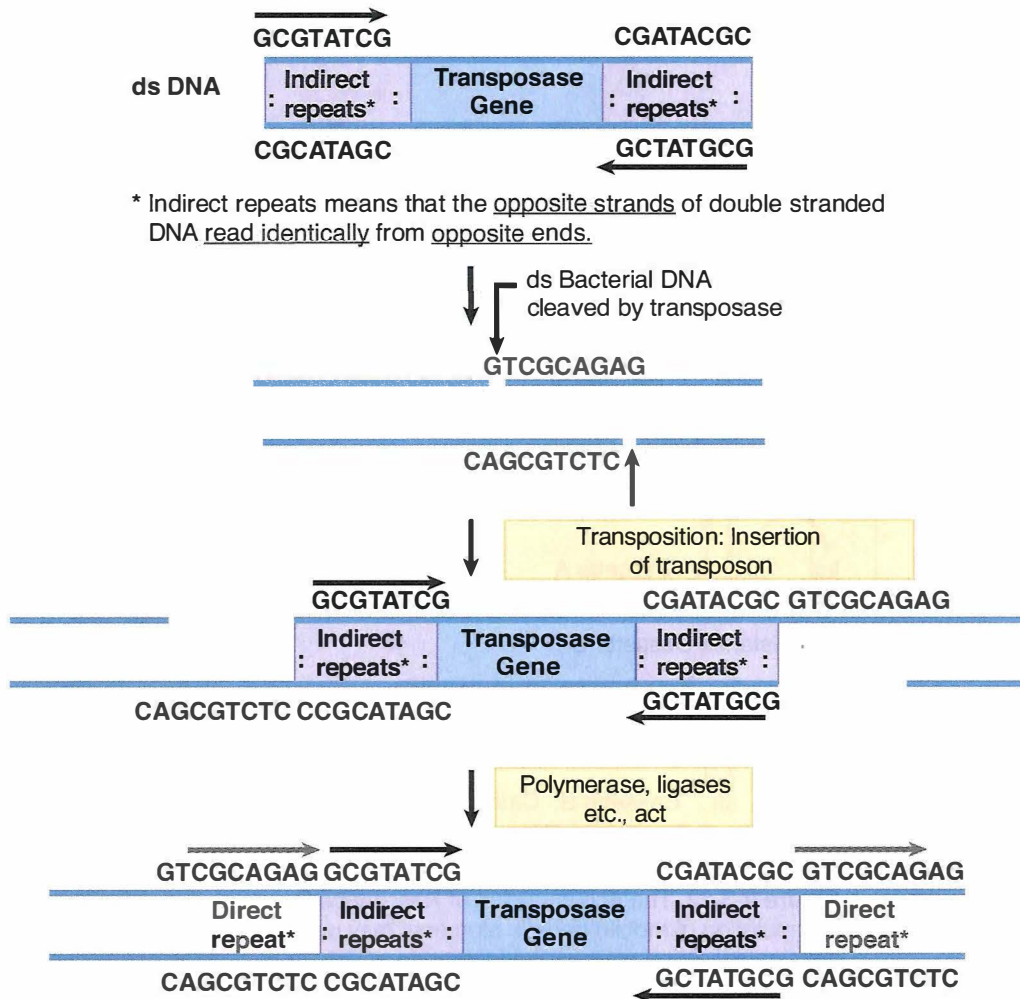 GCGTATCG CGATACGC
ds DNA
Indirect repeats*
Transposase Gene
Indirect repeats*
CGCATAGC GCTATGCG
* Indirect repeats means that the opposite strands of double stranded
DNA read identically from opposite ends.
ds Bacterial DNA
cleaved by transposase
GTCGCAGAG
CAGCGTCTC
Transposition: Insertion
of transposon
GCGTATCG CGATACGC GTCGCAGAG
Indirect repeats*
Transposase Gene
Indirect repeats*
CAGCGTCTC CCGCATAGC GCTATGCG
Polymerase, ligases
etc., act
GTCGCAGAG GCGTATCG CGATACGC GTCGCAGAG
Direct repeat*
Indirect repeats*
Transposase Gene
Indirect repeats*
Direct repeat*
CAGCGTCTC CGCATAGC GCTATGCG CAGCGTCTC